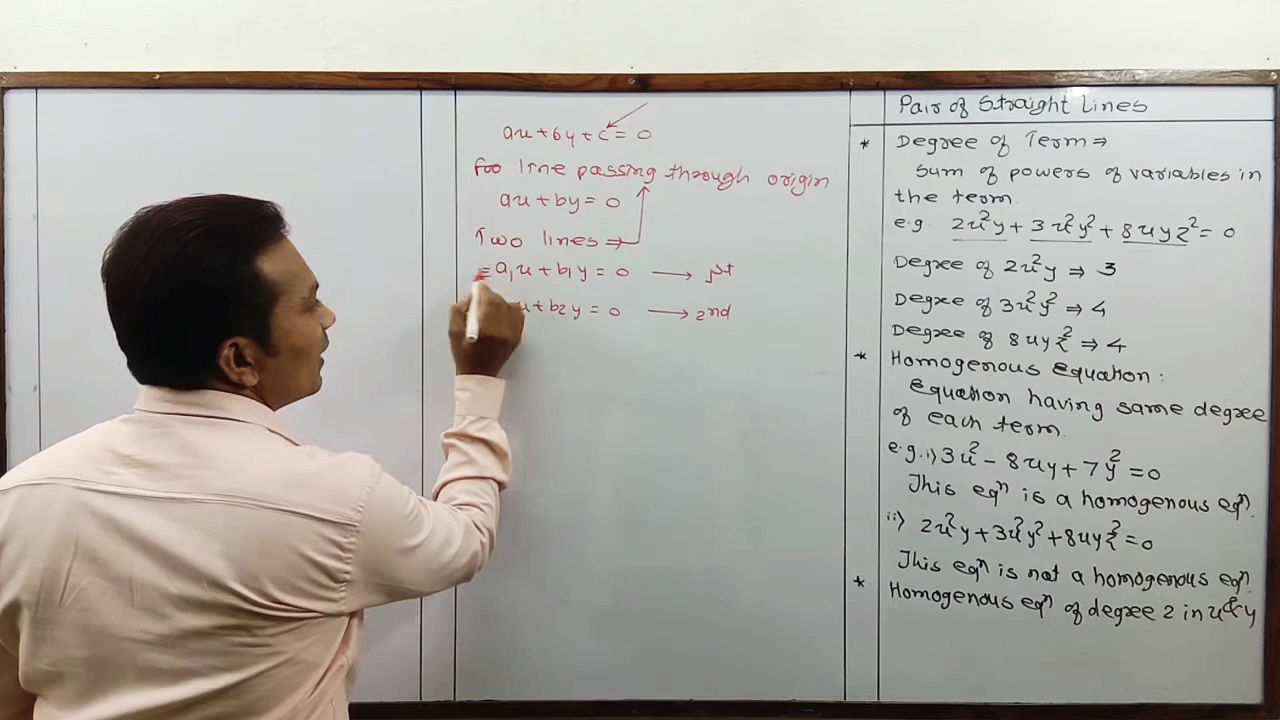 ax+by+c=0
For line passing through origin
ax+by=0
Two lines⇒
=a₁x+b₁y=0 → 1st
x+b₂y=0 → 2nd
Pair of Straight Lines
* Degree of Term⇒
Sum of powers of variables in
the term.
e.g. 2x²y+3x²y²+8xyz²=0
Degree of 2x²y⇒3
Degree of 3x²y²⇒4
Degree of 8xyz²⇒4
* Homogenous Equation:
Equation having same degree
of each term.
e.g.i) 3x²-8xy+7y²=0
This eqⁿ is a homogenous eqⁿ.
ii) 2x²y+3x²y²+8xyz²=0
This eqⁿ is not a homogenous eqⁿ.
* Homogenous eqⁿ of degree 2 in x&y